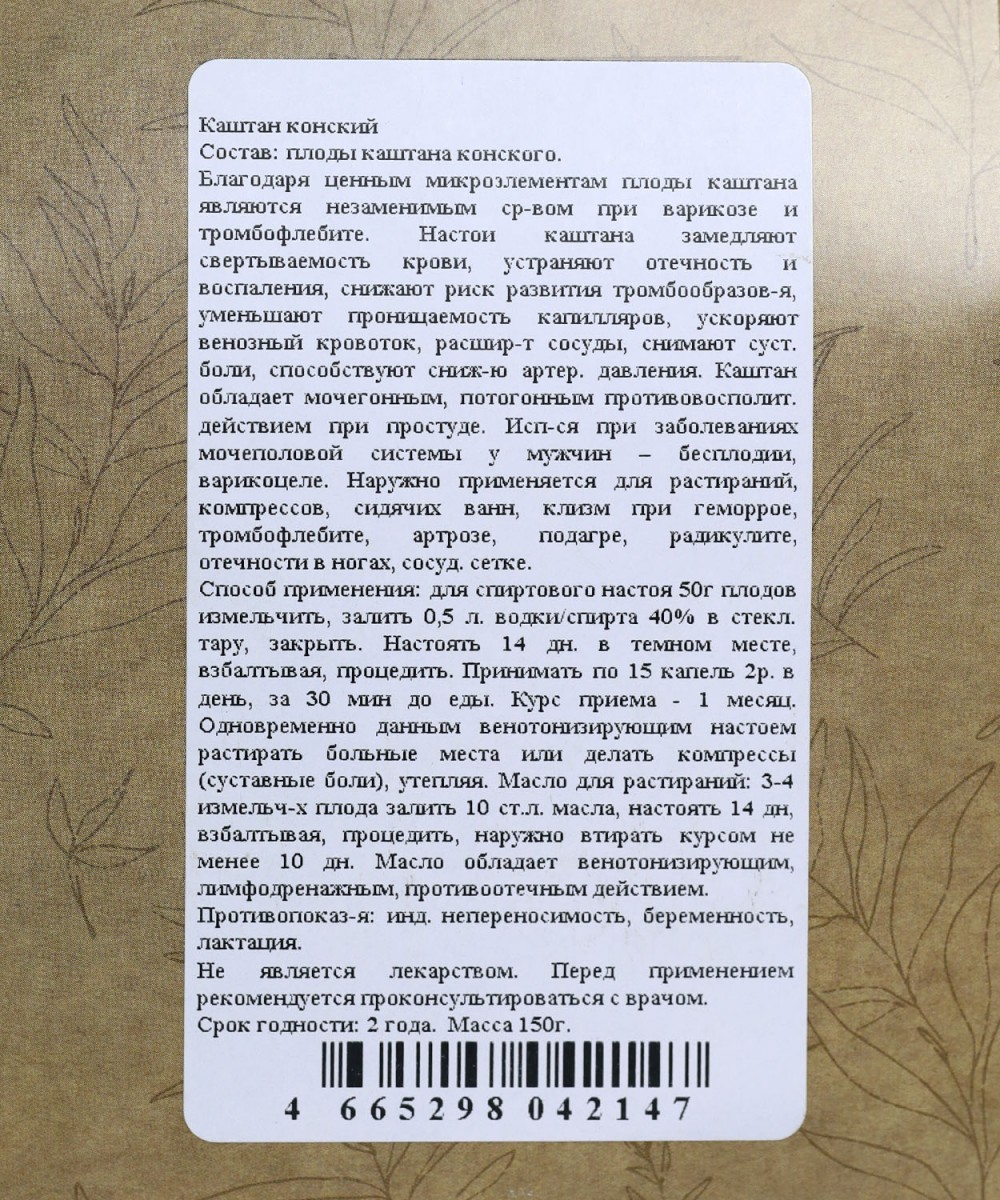 Каштан конский
Состав: плоды каштана конского.
Благодаря ценным микроэлементам плоды каштана
являются незаменимым ср-вом при варикозе и
тромбофлебите. Настои каштана замедляют
свертываемость крови, устраняют отечность и
воспаления, снижают риск развития тромбообразов-я,
уменьшают проницаемость капилляров, ускоряют
венозный кровоток, расшир-т сосуды, снимают суст.
боли, способствуют сниж-ю артер. давления. Каштан
обладает мочегонным, потогонным противовосполит.
действием при простуде. Исп-ся при заболеваниях
мочеполовой системы у мужчин – бесплодии,
варикоцеле. Наружно применяется для растираний,
компрессов, сидячих ванн, клизм при геморрое,
тромбофлебите, артрозе, подагре, радикулите,
отечности в ногах, сосуд. сетке.
Способ применения: для спиртового настоя 50г плодов
измельчить, залить 0,5 л. водки/спирта 40% в стекл.
тару, закрыть. Настоять 14 дн. в темном месте,
взбалтывая, процедить. Принимать по 15 капель 2р. в
день, за 30 мин до еды. Курс приема - 1 месяц.
Одновременно данным венотонизирующим настоем
растирать больные места или делать компрессы
(суставные боли), утепляя. Масло для растираний: 3-4
измельч-х плода залить 10 ст.л. масла, настоять 14 дн,
взбалтывая, процедить, наружно втирать курсом не
менее 10 дн. Масло обладает венотонизирующим,
лимфодренажным, противоотечным действием.
Противопоказ-я: инд. непереносимость, беременность,
лактация.
Не является лекарством. Перед применением
рекомендуется проконсультироваться с врачом.
Срок годности: 2 года. Масса 150г.
4 665298 042147